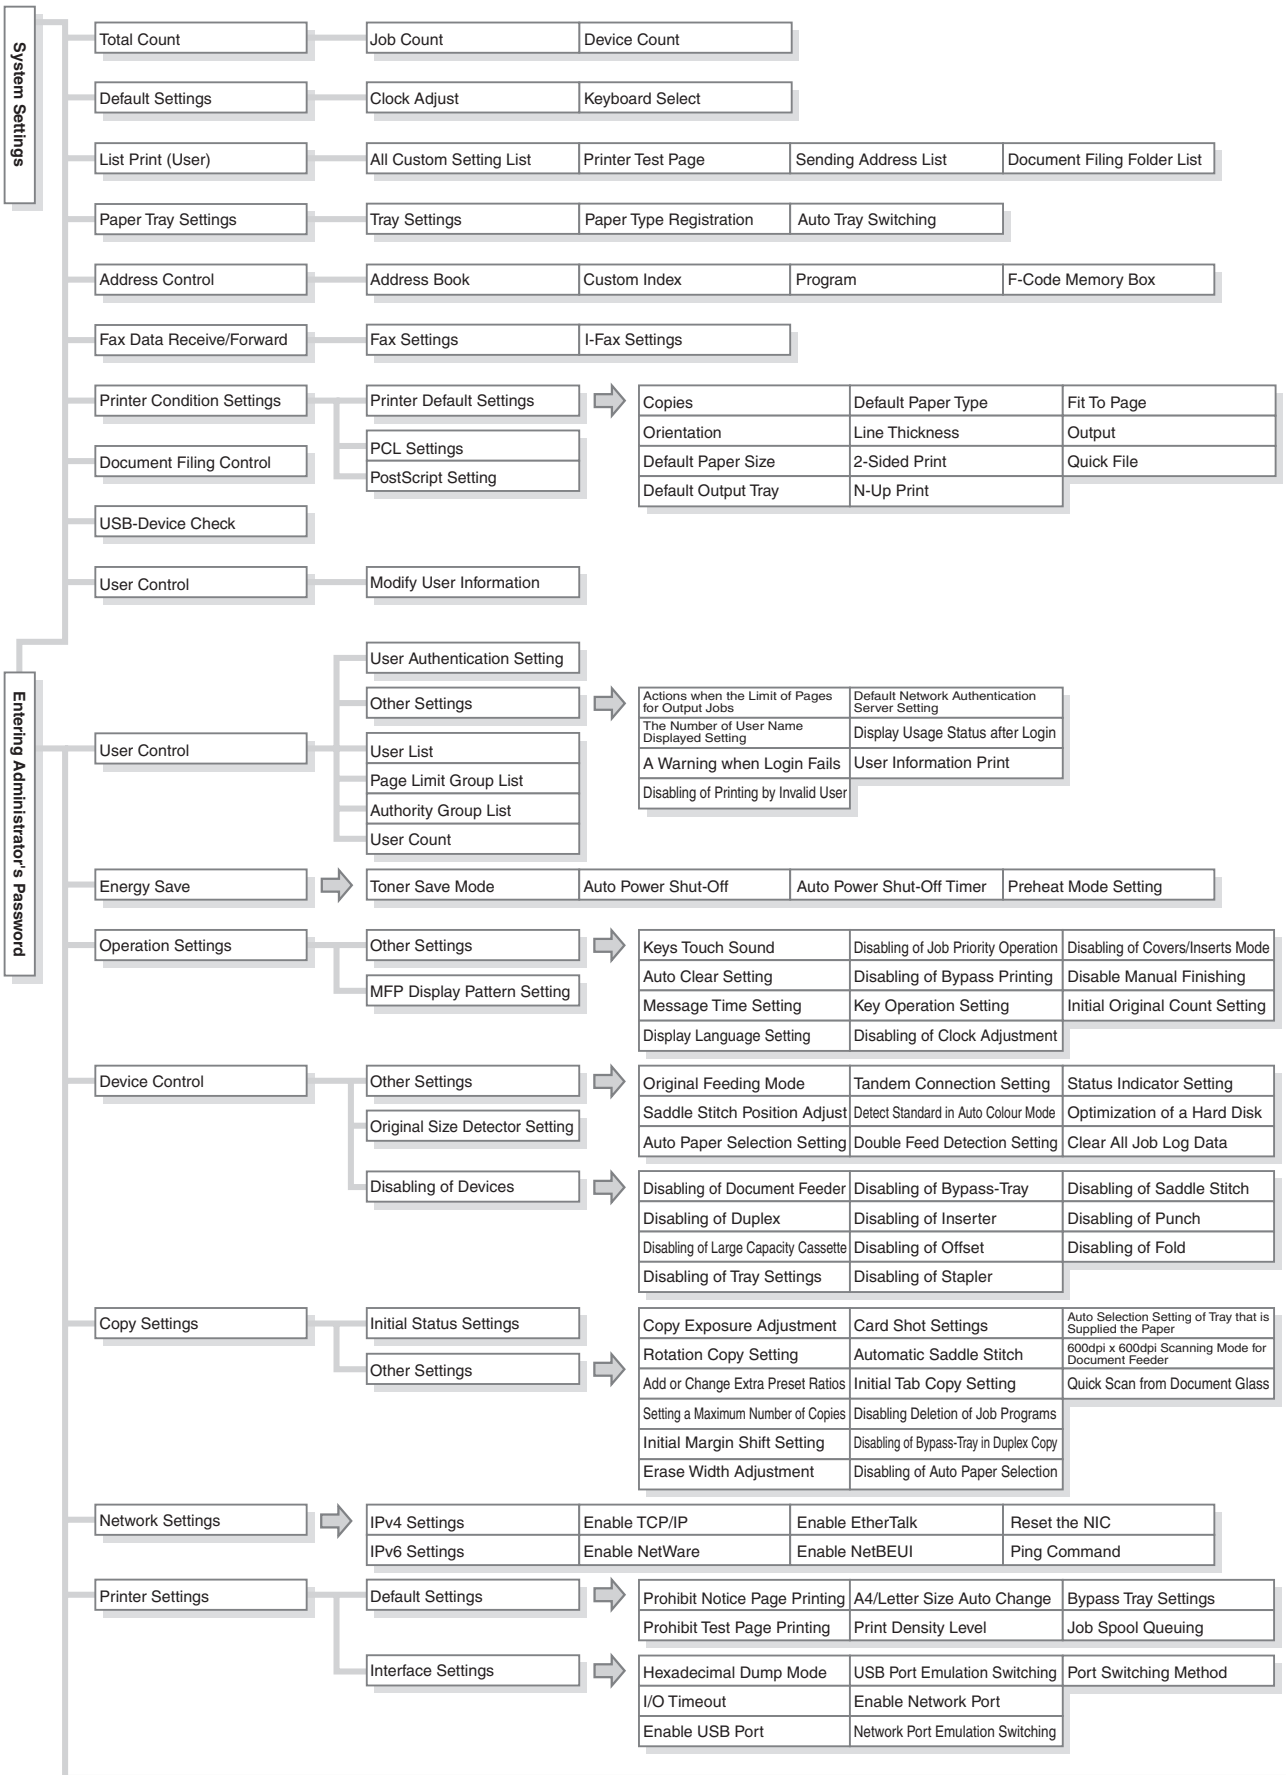 System Settings
Total Count
Job Count
Device Count
Default Settings
Clock Adjust
Keyboard Select
List Print (User)
All Custom Setting List
Printer Test Page
Sending Address List
Document Filing Folder List
Paper Tray Settings
Tray Settings
Paper Type Registration
Auto Tray Switching
Address Control
Address Book
Custom Index
Program
F-Code Memory Box
Fax Data Receive/Forward
Fax Settings
I-Fax Settings
Printer Condition Settings
Printer Default Settings
Copies
Default Paper Type
Fit To Page
Orientation
Line Thickness
Output
Default Paper Size
2-Sided Print
Quick File
Default Output Tray
N-Up Print
PCL Settings
PostScript Setting
Document Filing Control
USB-Device Check
User Control
Modify User Information
Entering Administrator's Password
User Control
User Authentication Setting
Other Settings
Actions when the Limit of Pages
for Output Jobs
Default Network Authentication
Server Setting
The Number of User Name
Displayed Setting
Display Usage Status after Login
A Warning when Login Fails
User Information Print
Disabling of Printing by Invalid User
User List
Page Limit Group List
Authority Group List
User Count
Energy Save
Toner Save Mode
Auto Power Shut-Off
Auto Power Shut-Off Timer
Preheat Mode Setting
Operation Settings
Other Settings
Keys Touch Sound
Disabling of Job Priority Operation
Disabling of Covers/Inserts Mode
Auto Clear Setting
Disabling of Bypass Printing
Disable Manual Finishing
Message Time Setting
Key Operation Setting
Initial Original Count Setting
Display Language Setting
Disabling of Clock Adjustment
MFP Display Pattern Setting
Device Control
Other Settings
Original Feeding Mode
Tandem Connection Setting
Status Indicator Setting
Saddle Stitch Position Adjust
Detect Standard in Auto Colour Mode
Optimization of a Hard Disk
Auto Paper Selection Setting
Double Feed Detection Setting
Clear All Job Log Data
Original Size Detector Setting
Disabling of Devices
Disabling of Document Feeder
Disabling of Bypass-Tray
Disabling of Saddle Stitch
Disabling of Duplex
Disabling of Inserter
Disabling of Punch
Disabling of Large Capacity Cassette
Disabling of Offset
Disabling of Fold
Disabling of Tray Settings
Disabling of Stapler
Copy Settings
Initial Status Settings
Other Settings
Copy Exposure Adjustment
Card Shot Settings
Auto Selection Setting of Tray that is
Supplied the Paper
Rotation Copy Setting
Automatic Saddle Stitch
600dpi x 600dpi Scanning Mode for
Document Feeder
Add or Change Extra Preset Ratios
Initial Tab Copy Setting
Quick Scan from Document Glass
Setting a Maximum Number of Copies
Disabling Deletion of Job Programs
Initial Margin Shift Setting
Disabling of Bypass-Tray in Duplex Copy
Erase Width Adjustment
Disabling of Auto Paper Selection
Network Settings
IPv4 Settings
Enable TCP/IP
Enable EtherTalk
Reset the NIC
IPv6 Settings
Enable NetWare
Enable NetBEUI
Ping Command
Printer Settings
Default Settings
Prohibit Notice Page Printing
A4/Letter Size Auto Change
Bypass Tray Settings
Prohibit Test Page Printing
Print Density Level
Job Spool Queuing
Interface Settings
Hexadecimal Dump Mode
USB Port Emulation Switching
Port Switching Method
I/O Timeout
Enable Network Port
Enable USB Port
Network Port Emulation Switching